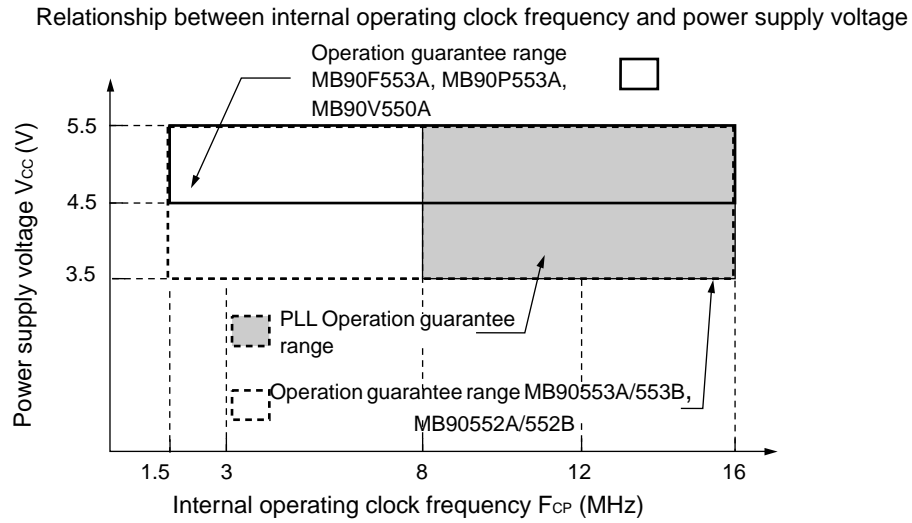 Relationship between internal operating clock frequency and power supply voltage
Operation guarantee range
MB90F553A, MB90P553A,
MB90V550A
Power supply voltage VCC (V)
5.5
4.5
3.5
PLL Operation guarantee
range
Operation guarantee range MB90553A/553B,
MB90552A/552B
1.5 3 8 12 16
Internal operating clock frequency FCP (MHz)